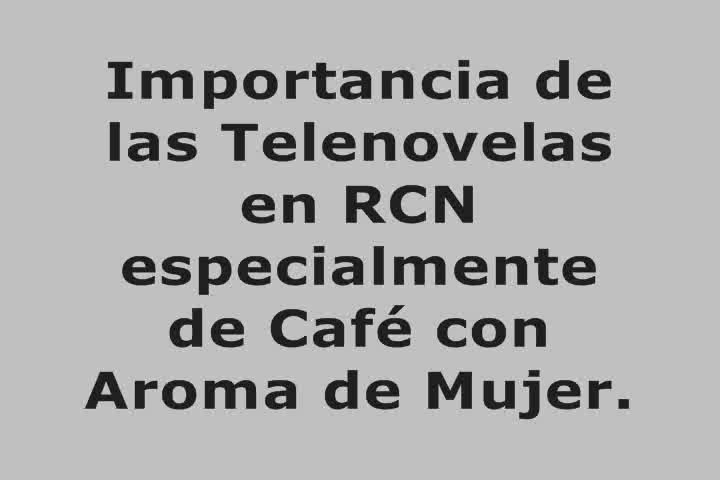 Importancia de
las Telenovelas
en RCN
especialmente
de Café con
Aroma de Mujer.